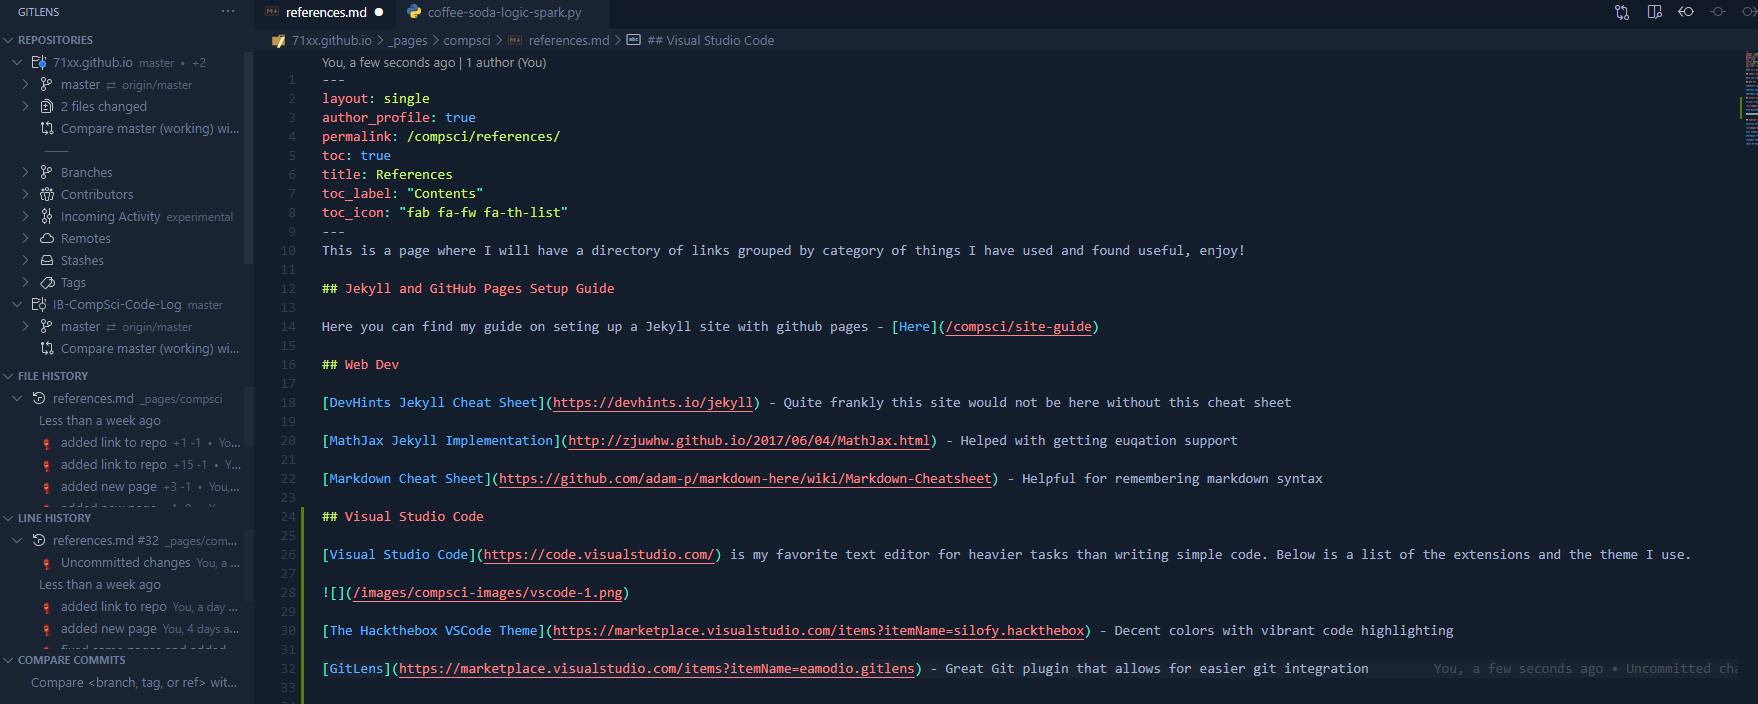 GITLENS ···
REPOSITORIES
71xx.github.io master • +2
master ⇄ origin/master
2 files changed
Compare master (working) wi...
Branches
Contributors
Incoming Activity experimental
Remotes
Stashes
Tags
IB-CompSci-Code-Log master
master ⇄ origin/master
Compare master (working) wi...
FILE HISTORY
references.md _pages/compsci
Less than a week ago
added link to repo +1 -1 • Yo...
added link to repo +15 -1 • Y...
added new page +3 -1 • You,...
LINE HISTORY
references.md #32 _pages/com...
Uncommitted changes You, a ...
Less than a week ago
added link to repo You, a day ...
added new page You, 4 days a...
fixed some pages and added
COMPARE COMMITS
Compare <branch, tag, or ref> wit...
references.md ● coffee-soda-logic-spark.py
71xx.github.io > _pages > compsci > references.md > ## Visual Studio Code
You, a few seconds ago | 1 author (You)
1 ---
2 layout: single
3 author_profile: true
4 permalink: /compsci/references/
5 toc: true
6 title: References
7 toc_label: "Contents"
8 toc_icon: "fab fa-fw fa-th-list"
9 ---
10 This is a page where I will have a directory of links grouped by category of things I have used and found useful, enjoy!
11
12 ## Jekyll and GitHub Pages Setup Guide
13
14 Here you can find my guide on seting up a Jekyll site with github pages - [Here](/compsci/site-guide)
15
16 ## Web Dev
17
18 [DevHints Jekyll Cheat Sheet](https://devhints.io/jekyll) - Quite frankly this site would not be here without this cheat sheet
19
20 [MathJax Jekyll Implementation](http://zjuwhw.github.io/2017/06/04/MathJax.html) - Helped with getting euqation support
21
22 [Markdown Cheat Sheet](https://github.com/adam-p/markdown-here/wiki/Markdown-Cheatsheet) - Helpful for remembering markdown syntax
23
24 ## Visual Studio Code
25
26 [Visual Studio Code](https://code.visualstudio.com/) is my favorite text editor for heavier tasks than writing simple code. Below is a list of the extensions and the theme I use.
27
28 ![](/images/compsci-images/vscode-1.png)
29
30 [The Hackthebox VSCode Theme](https://marketplace.visualstudio.com/items?itemName=silofy.hackthebox) - Decent colors with vibrant code highlighting
31
32 [GitLens](https://marketplace.visualstudio.com/items?itemName=eamodio.gitlens) - Great Git plugin that allows for easier git integration You, a few seconds ago • Uncommitted cha
33